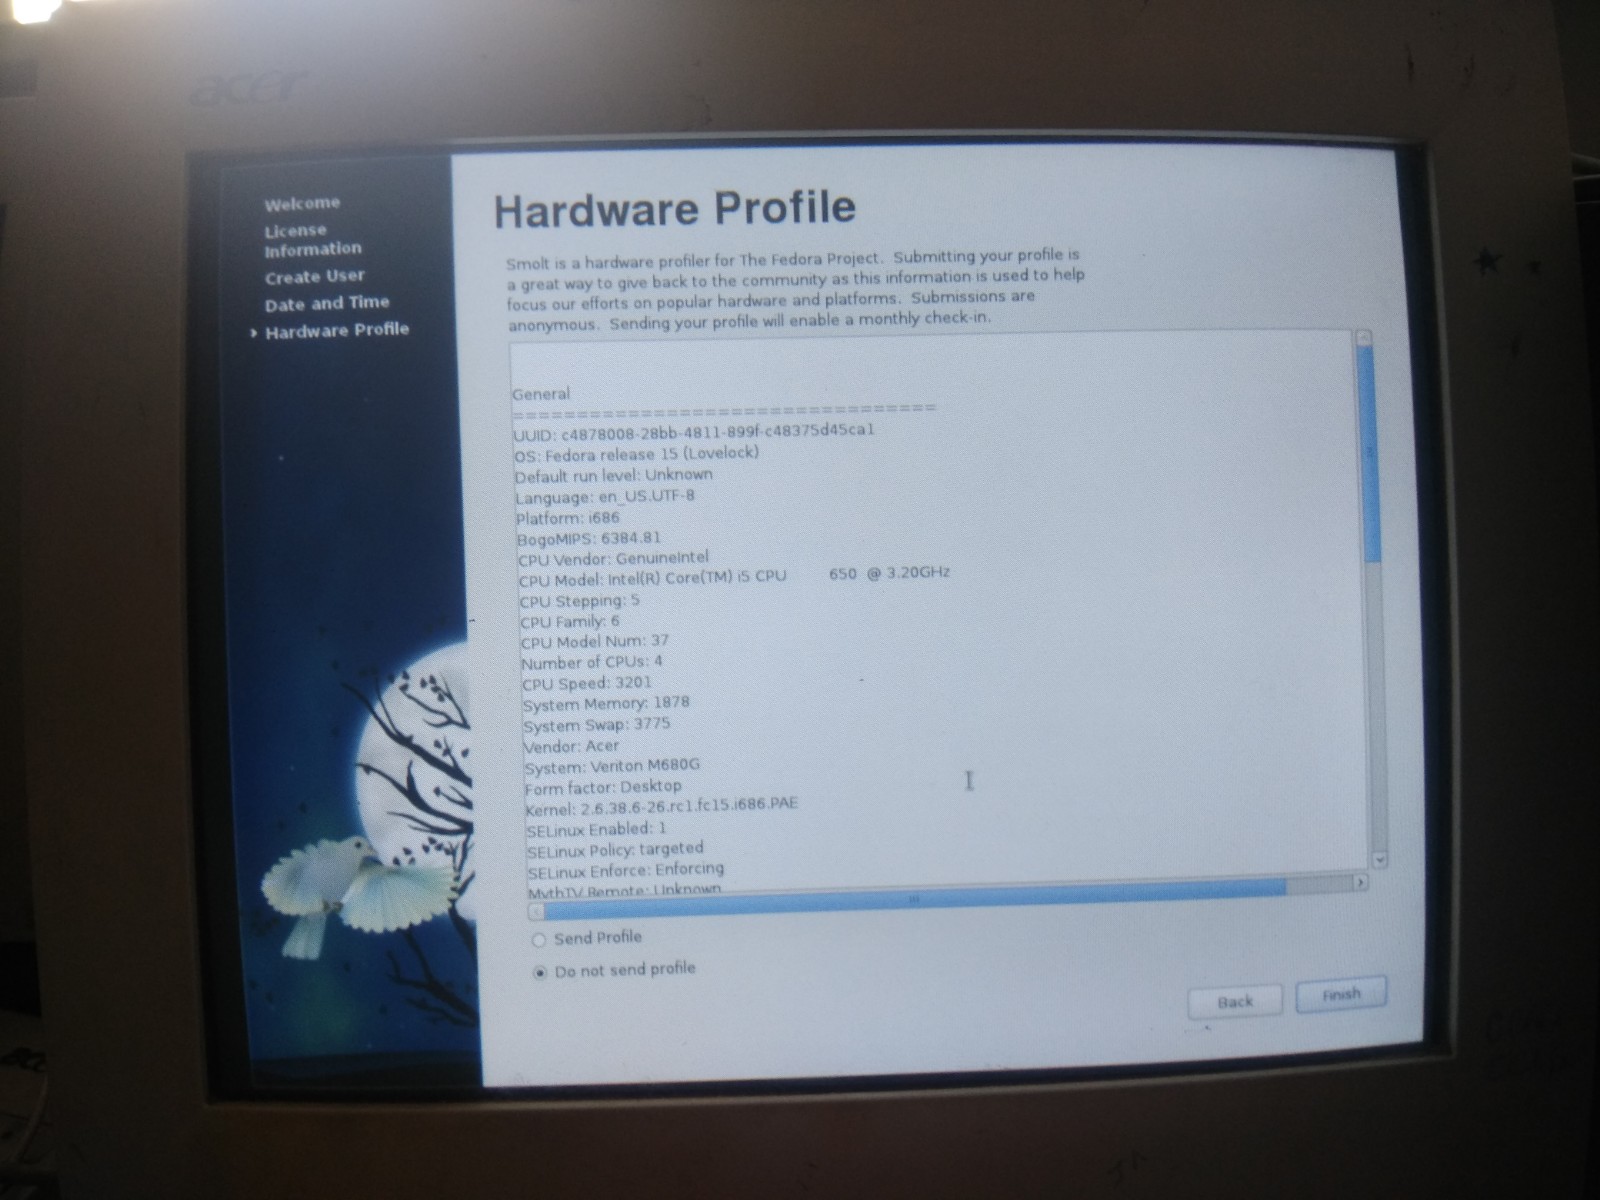 acer
Welcome
License
Information
Create User
Date and Time
Hardware Profile
Hardware Profile
Smolt is a hardware profiler for The Fedora Project.  Submitting your profile is
a great way to give back to the community as this information is used to help
focus our efforts on popular hardware and platforms.  Submissions are
anonymous.  Sending your profile will enable a monthly check-in.
General
=================================
UUID: c4878008-28bb-4811-899f-c48375d45ca1
OS: Fedora release 15 (Lovelock)
Default run level: Unknown
Language: en_US.UTF-8
Platform: i686
BogoMIPS: 6384.81
CPU Vendor: GenuineIntel
CPU Model: Intel(R) Core(TM) i5 CPU       650  @ 3.20GHz
CPU Stepping: 5
CPU Family: 6
CPU Model Num: 37
Number of CPUs: 4
CPU Speed: 3201
System Memory: 1878
System Swap: 3775
Vendor: Acer
System: Veriton M680G
Form factor: Desktop
Kernel: 2.6.38.6-26.rc1.fc15.i686.PAE
SELinux Enabled: 1
SELinux Policy: targeted
SELinux Enforce: Enforcing
MythTV Remote: Unknown
Send Profile
Do not send profile
Back
Finish